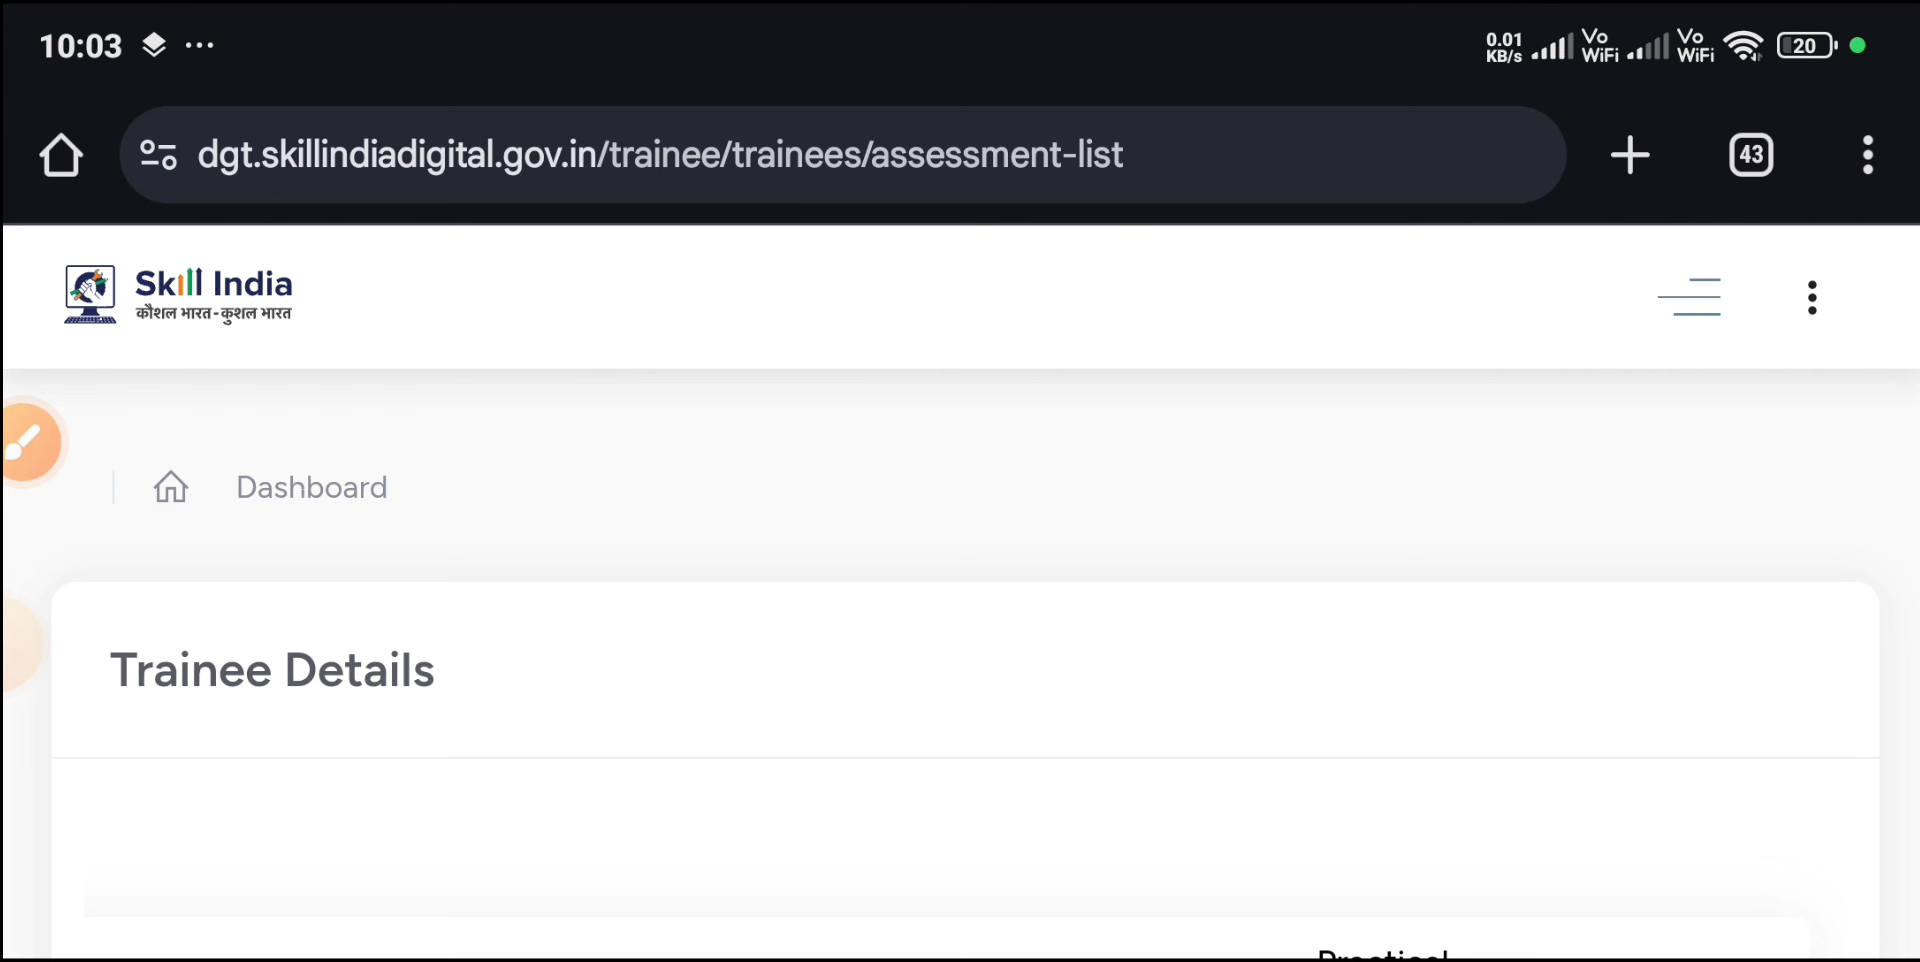 10:03
0.01 KB/s Vo WiFi Vo WiFi 20
dgt.skillindiadigital.gov.in/trainee/trainees/assessment-list
43
Skill India
कौशल भारत-कुशल भारत
Dashboard
Trainee Details
Practical